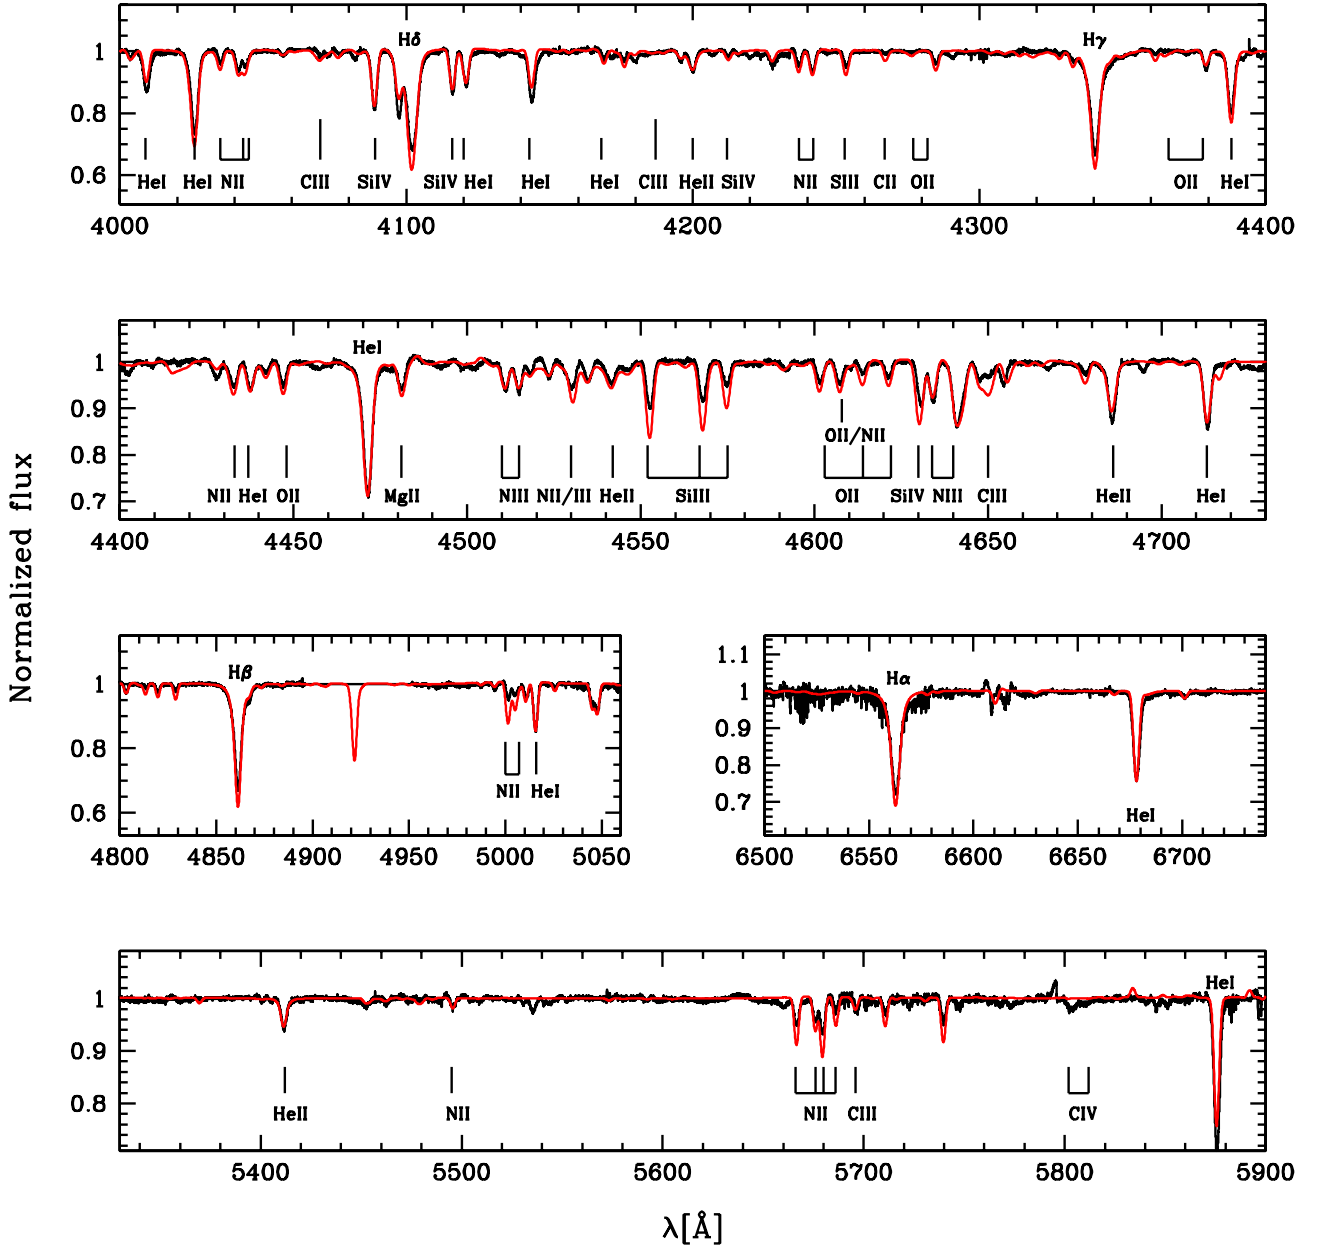 Normalized flux
1
0.8
0.6
Hδ
Hγ
HeI HeI NII CIII SiIV SiIV HeI HeI HeI CIII HeII SiIV NII SIII CII OII OII HeI
4000 4100 4200 4300 4400
1
0.9
0.8
0.7
HeI
OII/NII
NII HeI OII MgII NIII NII/III HeII SiIII OII SiIV NIII CIII HeII HeI
4400 4450 4500 4550 4600 4650 4700
1
0.8
0.6
Hβ
NII HeI
4800 4850 4900 4950 5000 5050
1.1
1
0.9
0.8
0.7
Hα
HeI
6500 6550 6600 6650 6700
1
0.9
0.8
HeI
HeII NII NII CIII CIV
5400 5500 5600 5700 5800 5900
λ[Å]